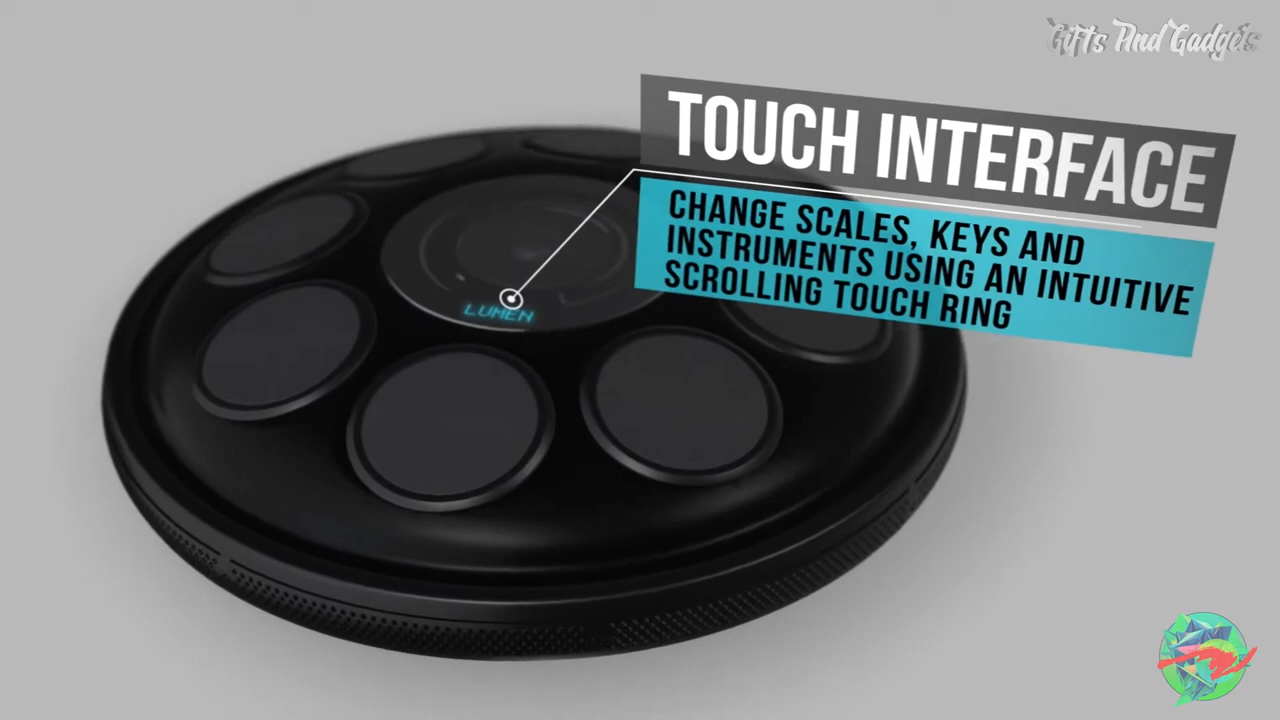 Gifts And Gadgets
TOUCH INTERFACE
CHANGE SCALES, KEYS AND
INSTRUMENTS USING AN INTUITIVE
SCROLLING TOUCH RING
LUMEN